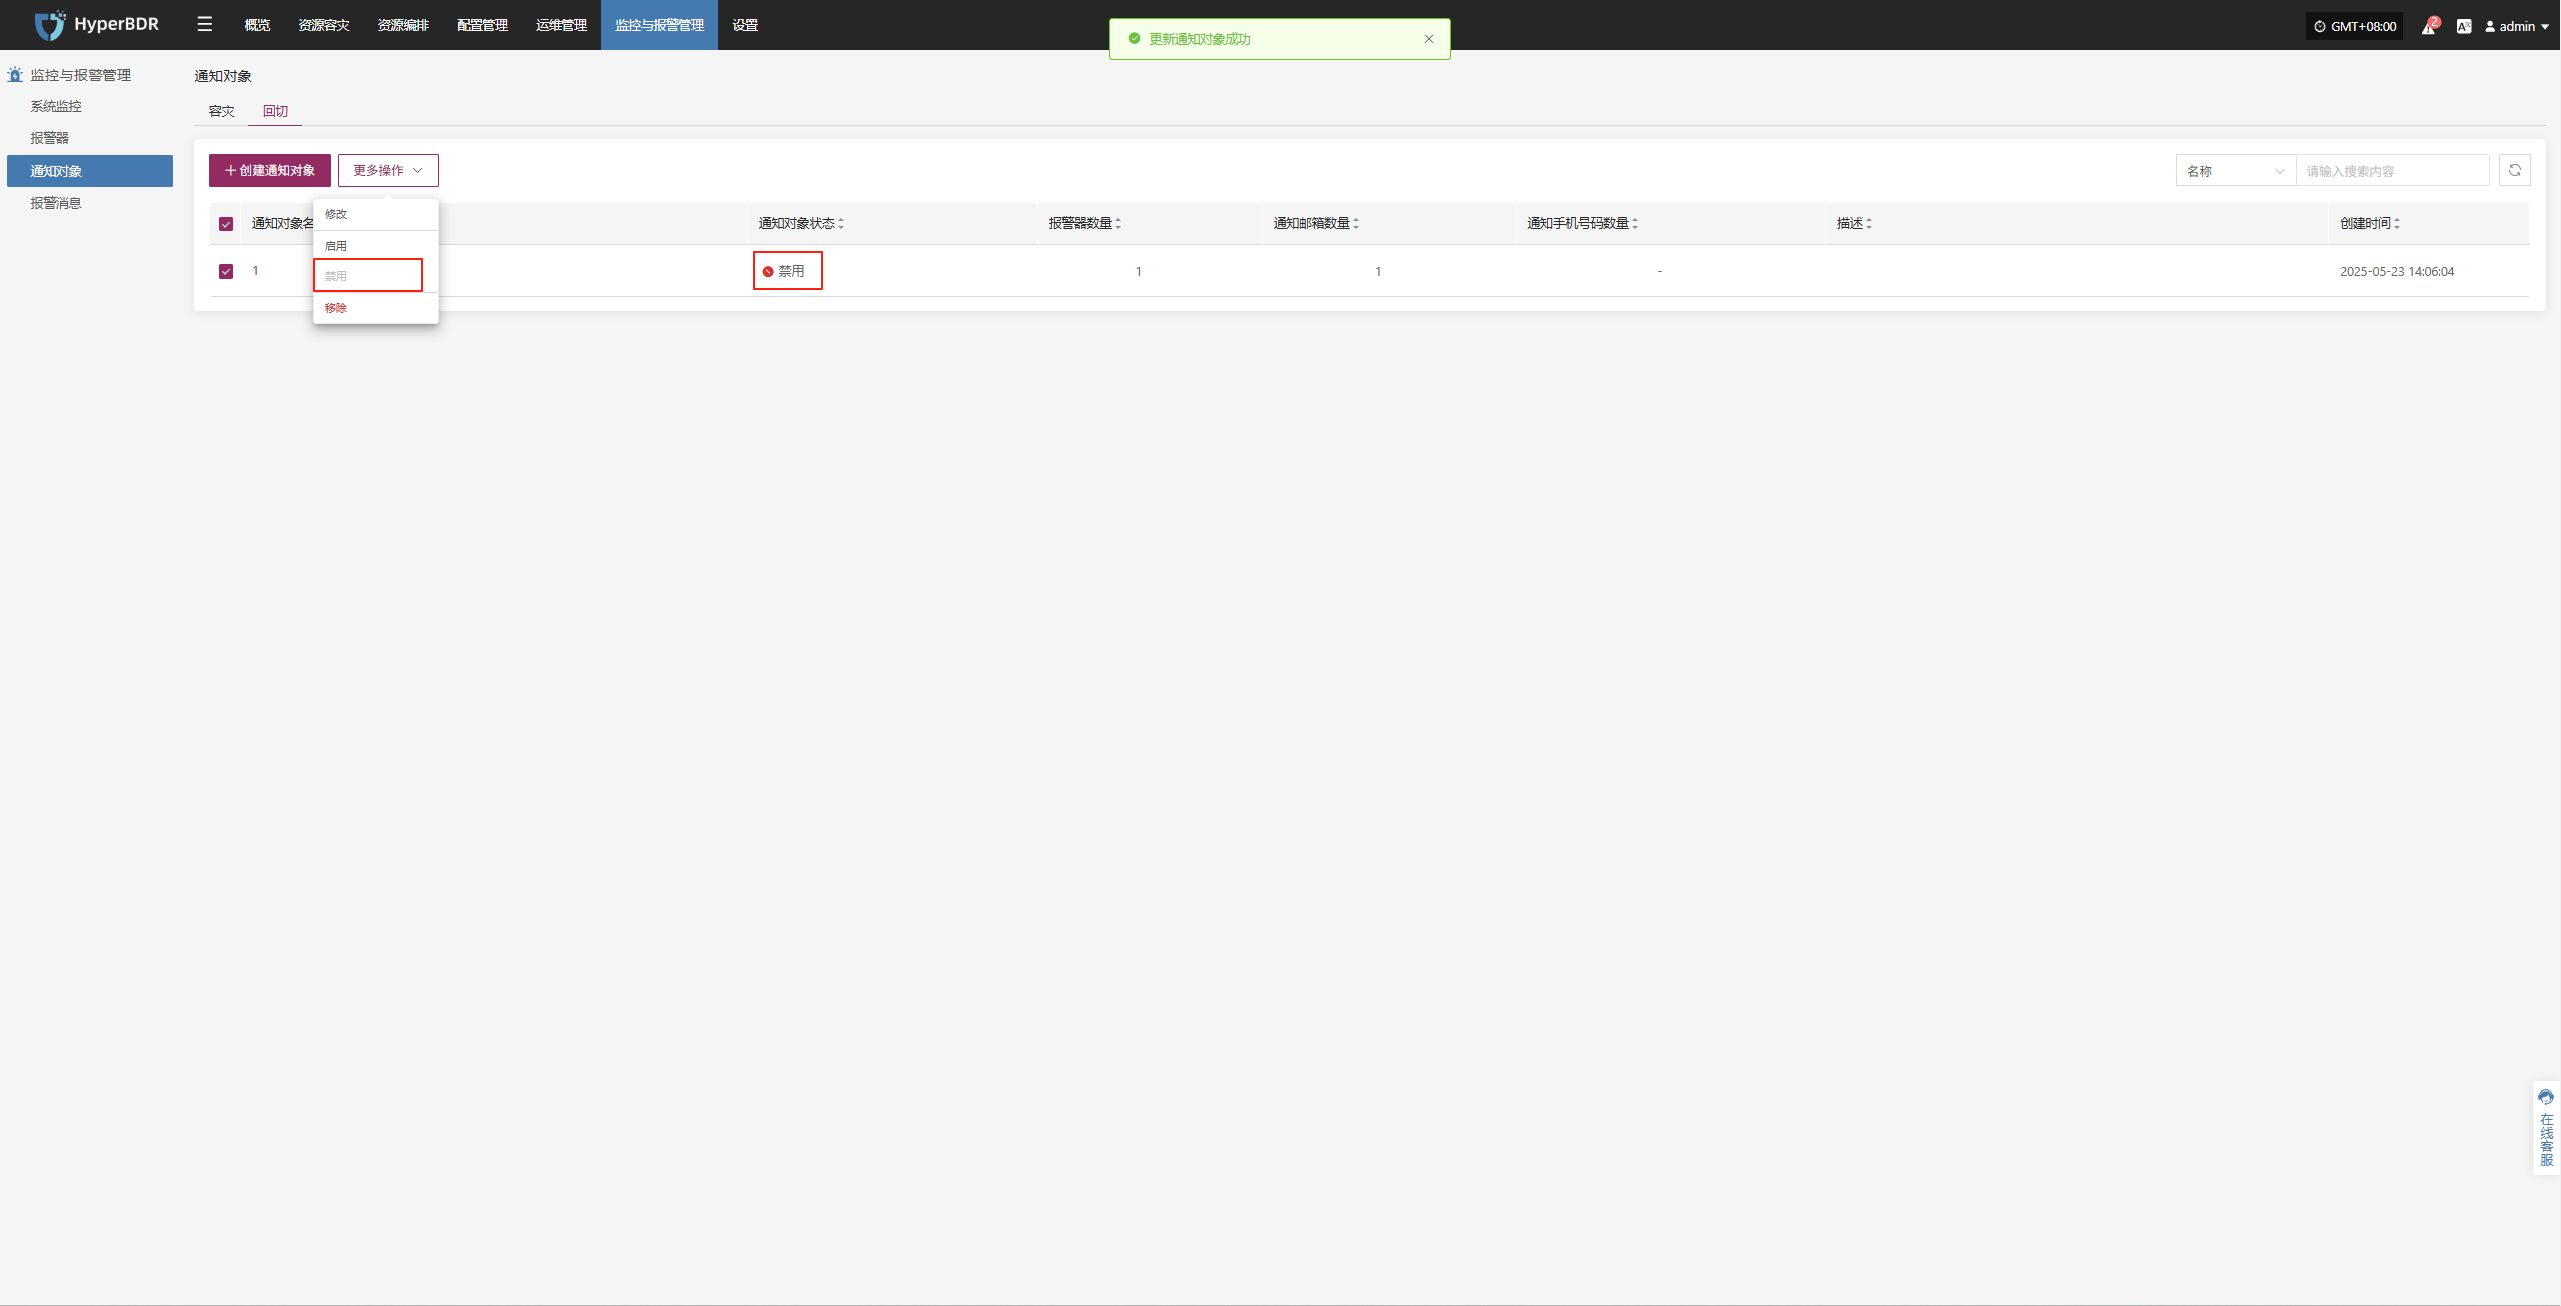 HyperBDR
概览
资源容灾
资源编排
配置管理
运维管理
监控与报警管理
设置
更新通知对象成功
GMT+08:00
2
admin
监控与报警管理
系统监控
报警器
通知对象
报警消息
通知对象
容灾
回切
创建通知对象
更多操作
名称
请输入搜索内容
修改
启用
禁用
移除
通知对象名
通知对象状态
报警器数量
通知邮箱数量
通知手机号码数量
描述
创建时间
1
禁用
1
1
-
2025-05-23 14:06:04
在线客服